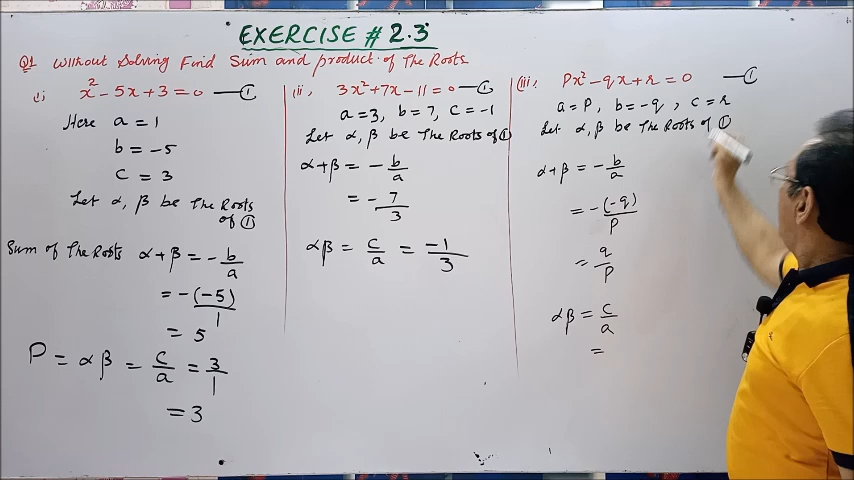 EXERCISE # 2.3
Q1 Without Solving Find Sum and product of The Roots
(i) x² - 5x + 3 = 0 —①
Here a = 1
b = -5
c = 3
Let α, β be The Roots
of ①
Sum of The Roots α+β = -b/a
= -(-5)/1
= 5
P = αβ = c/a = 3/1
= 3
(ii), 3x² + 7x - 11 = 0 —①
a = 3, b = 7, c = -1
Let α, β be The Roots of ①
α+β = -b/a
= -7/3
αβ = c/a = -1/3
(iii), Px² - qx + r = 0 —①
a = P, b = -q, c = r
Let α, β be The Roots of ①
α+β = -b/a
= -(-q)/P
= q/P
αβ = c/a
=